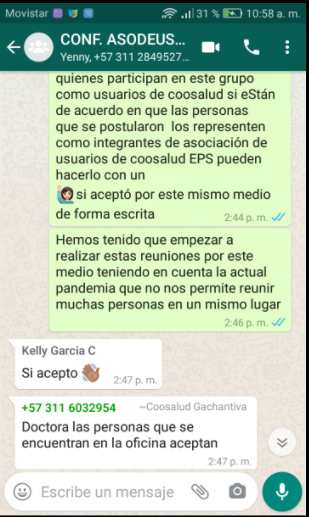 Movistar 31 % 10:58 a. m.
CONF. ASODEUS...
Yenny, +57 311 2849527...
quienes participan en este grupo
como usuarios de coosalud si eStán
de acuerdo en que las personas
que se postularon los representen
como integrantes de asociación de
usuarios de coosalud EPS pueden
hacerlo con un
🙋🏻‍♀️si aceptó por este mismo medio
de forma escrita
2:44 p. m.
Hemos tenido que empezar a
realizar estas reuniones por este
medio teniendo en cuenta la actual
pandemia que no nos permite reunir
muchas personas en un mismo lugar
2:46 p. m.
Kelly Garcia C
Si acepto 👋🏽
2:47 p. m.
+57 311 6032954 ~Coosalud Gachantiva
Doctora las personas que se
encuentran en la oficina aceptan
2:47 p. m.
Escribe un mensaje